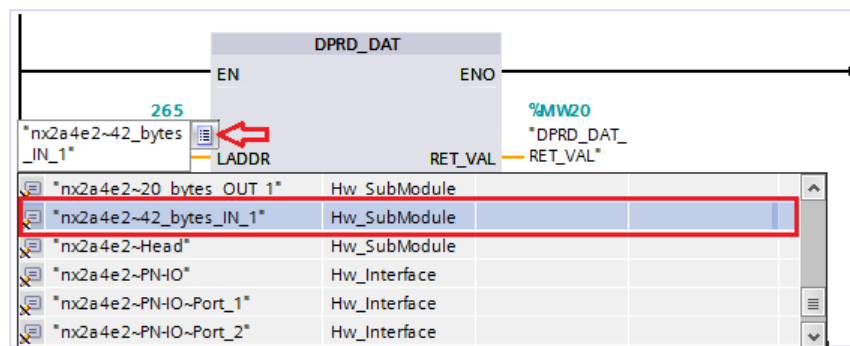 DPRD_DAT
EN ENO
265 %MW20
"nx2a4e2~42_bytes "DPRD_DAT_
_IN_1" LADDR RET_VAL RET_VAL"
"nx2a4e2~20_bytes_OUT_1" Hw_SubModule
"nx2a4e2~42_bytes_IN_1" Hw_SubModule
"nx2a4e2~Head" Hw_SubModule
"nx2a4e2~PN-IO" Hw_Interface
"nx2a4e2~PN-IO~Port_1" Hw_Interface
"nx2a4e2~PN-IO~Port_2" Hw_Interface